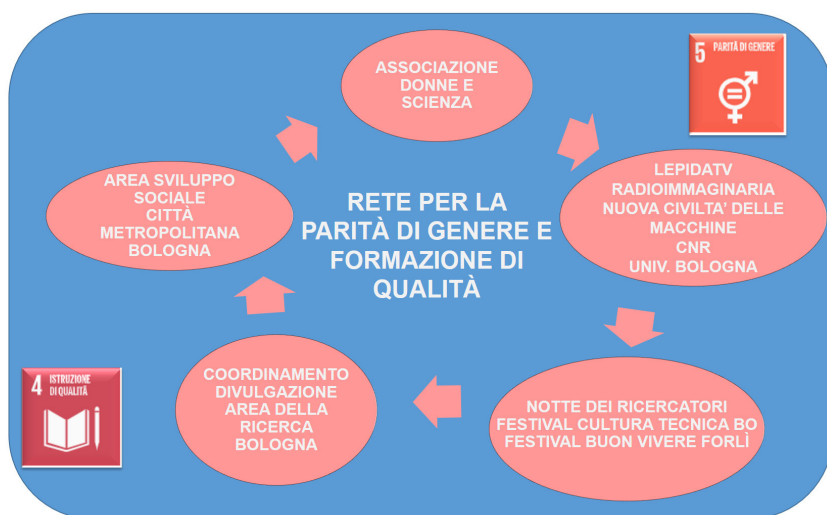 ASSOCIAZIONE
DONNE E
SCIENZA
5 PARITÀ DI GENERE
LEPIDATV
RADIOIMMAGINARIA
NUOVA CIVILTA’ DELLE
MACCHINE
CNR
UNIV. BOLOGNA
AREA SVILUPPO
SOCIALE
CITTÀ
METROPOLITANA
BOLOGNA
RETE PER LA
PARITÀ DI GENERE E
FORMAZIONE DI
QUALITÀ
NOTTE DEI RICERCATORI
FESTIVAL CULTURA TECNICA BO
FESTIVAL BUON VIVERE FORLÌ
COORDINAMENTO
DIVULGAZIONE
AREA DELLA
RICERCA
BOLOGNA
4 ISTRUZIONE
DI QUALITÀ